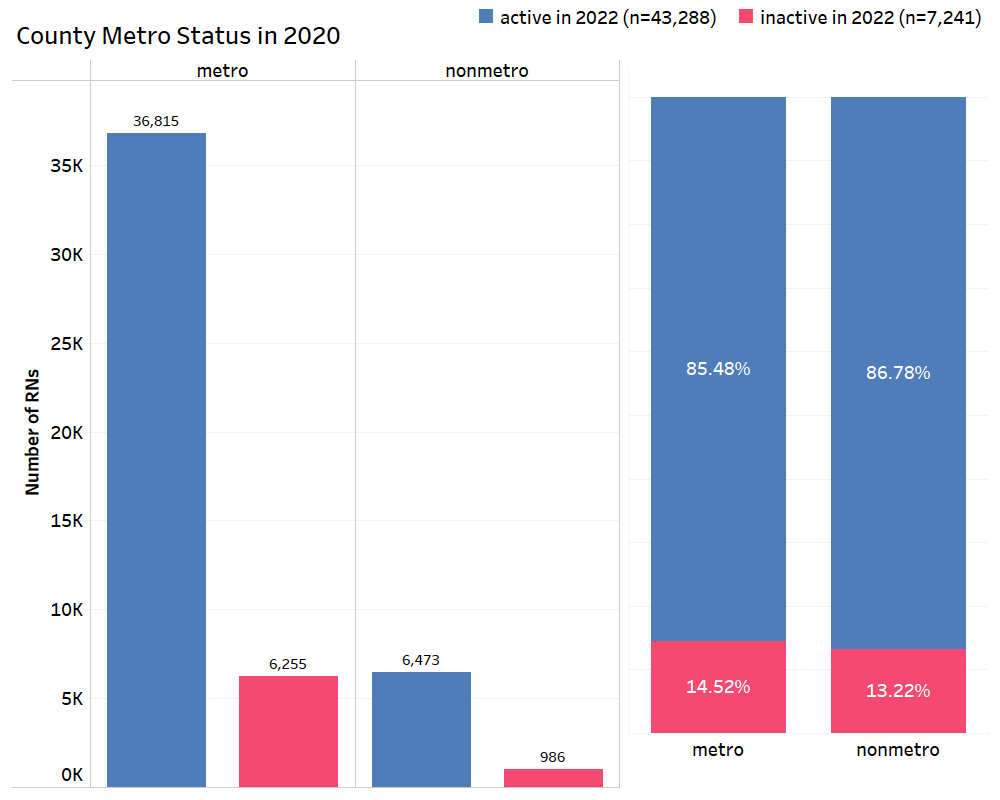 active in 2022 (n=43,288) inactive in 2022 (n=7,241)
County Metro Status in 2020
metro nonmetro
36,815
35K
30K
25K
85.48% 86.78%
Number of RNs
20K
15K
10K
6,255 6,473
14.52% 13.22%
5K
metro nonmetro
986
0K